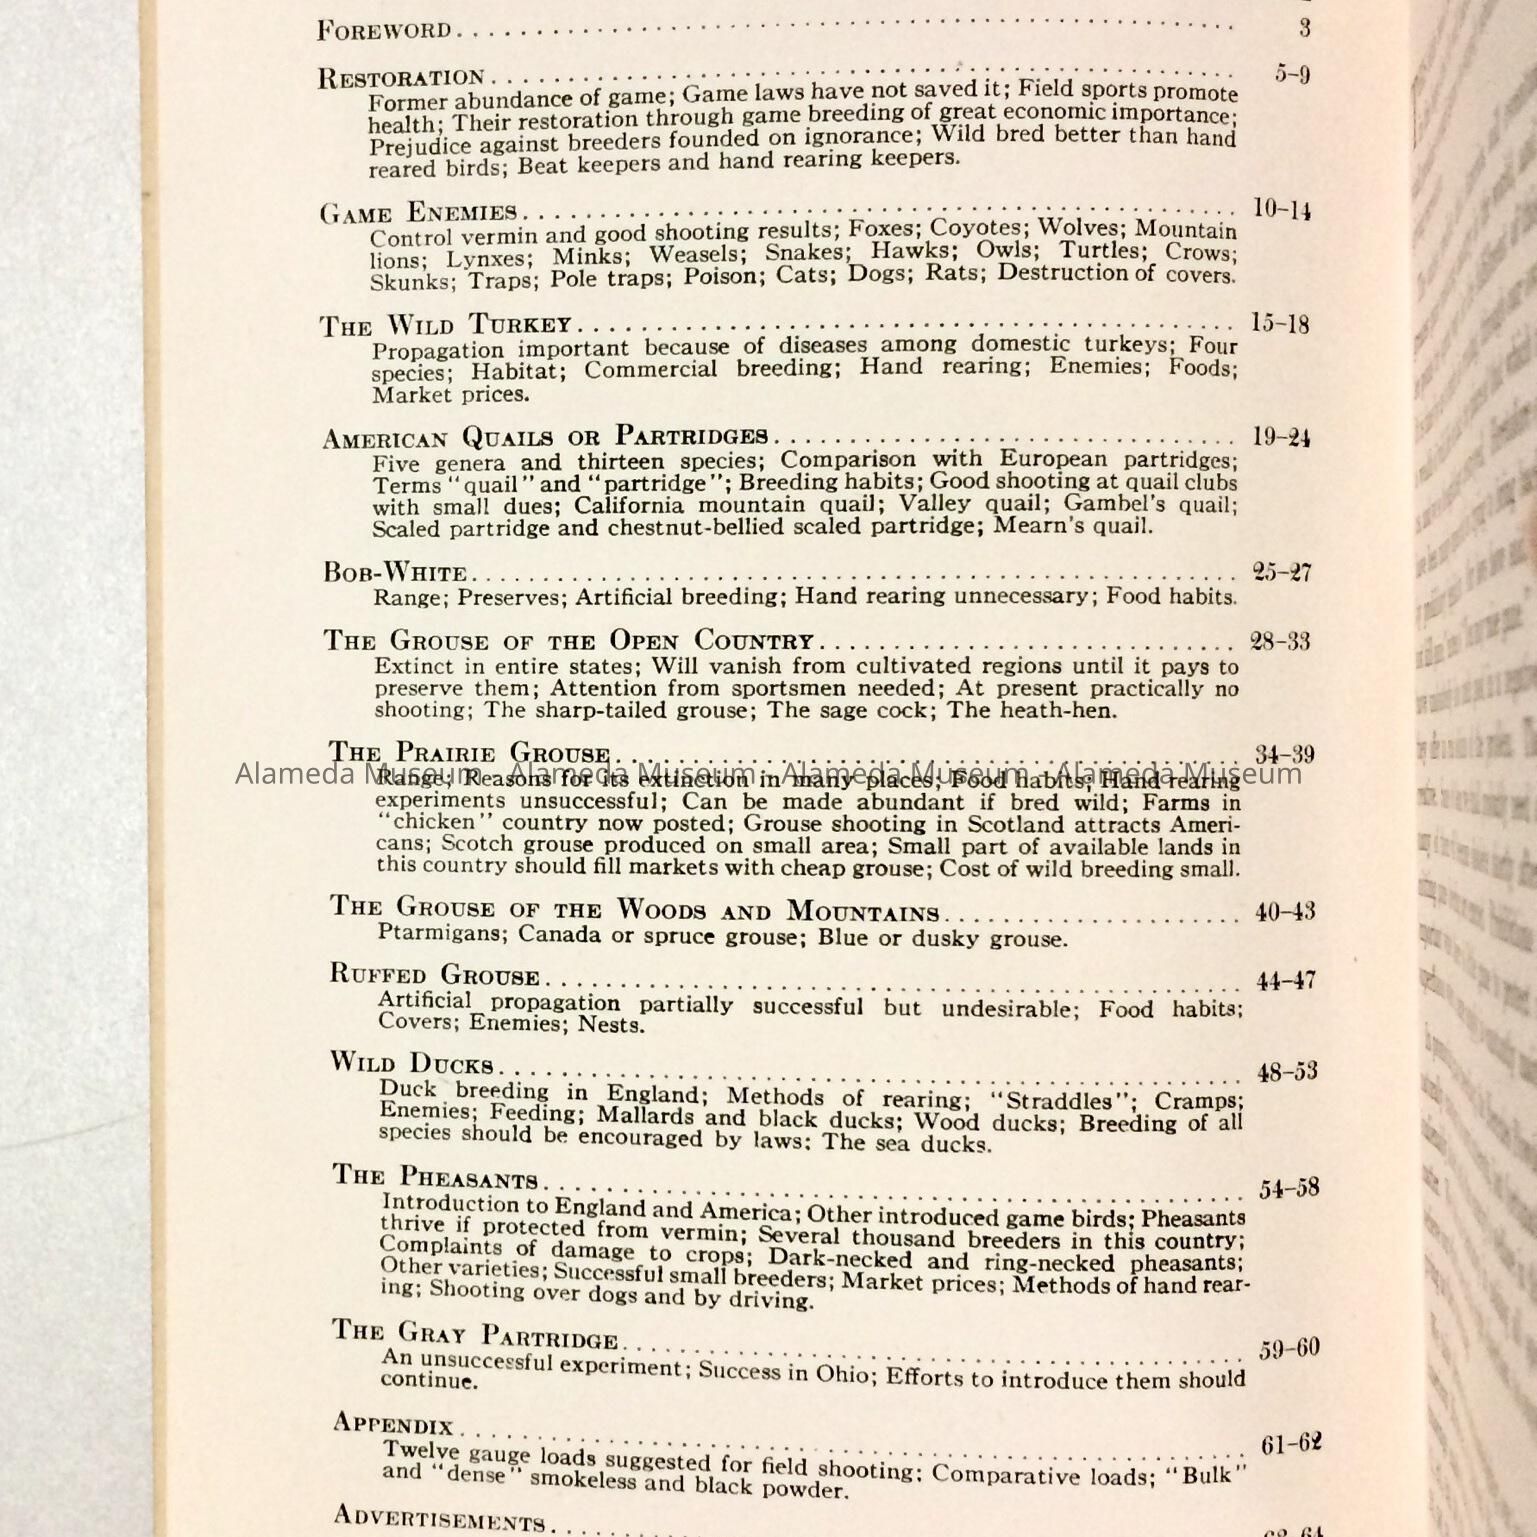 FOREWORD 3
RESTORATION 5-9
Former abundance of game; Game laws have not saved it; Field sports promote
health; Their restoration through game breeding of great economic importance;
Prejudice against breeders founded on ignorance; Wild bred better than hand
reared birds; Beat keepers and hand rearing keepers.
GAME ENEMIES 10-14
Control vermin and good shooting results; Foxes; Coyotes; Wolves; Mountain
lions; Lynxes; Minks; Weasels; Snakes; Hawks; Owls; Turtles; Crows;
Skunks; Traps; Pole traps; Poison; Cats; Dogs; Rats; Destruction of covers.
THE WILD TURKEY 15-18
Propagation important because of diseases among domestic turkeys; Four
species; Habitat; Commercial breeding; Hand rearing; Enemies; Foods;
Market prices.
AMERICAN QUAILS OR PARTRIDGES 19-24
Five genera and thirteen species; Comparison with European partridges;
Terms "quail" and "partridge"; Breeding habits; Good shooting at quail clubs
with small dues; California mountain quail; Valley quail; Gambel's quail;
Scaled partridge and chestnut-bellied scaled partridge; Mearn's quail.
BOB-WHITE 25-27
Range; Preserves; Artificial breeding; Hand rearing unnecessary; Food habits.
THE GROUSE OF THE OPEN COUNTRY 28-33
Extinct in entire states; Will vanish from cultivated regions until it pays to
preserve them; Attention from sportsmen needed; At present practically no
shooting; The sharp-tailed grouse; The sage cock; The heath-hen.
THE PRAIRIE GROUSE 34-39
Alameda Museum - Alameda Museum - Alameda Museum - Alameda Museum
Range; Reasons for its extinction in many places; Food habits; Hand rearing
experiments unsuccessful; Can be made abundant if bred wild; Farms in
"chicken" country now posted; Grouse shooting in Scotland attracts Ameri-
cans; Scotch grouse produced on small area; Small part of available lands in
this country should fill markets with cheap grouse; Cost of wild breeding small.
THE GROUSE OF THE WOODS AND MOUNTAINS 40-43
Ptarmigans; Canada or spruce grouse; Blue or dusky grouse.
RUFFED GROUSE 44-47
Artificial propagation partially successful but undesirable; Food habits;
Covers; Enemies; Nests.
WILD DUCKS 48-53
Duck breeding in England; Methods of rearing; "Straddles"; Cramps;
Enemies; Feeding; Mallards and black ducks; Wood ducks; Breeding of all
species should be encouraged by laws; The sea ducks.
THE PHEASANTS 54-58
Introduction to England and America; Other introduced game birds; Pheasants
thrive if protected from vermin; Several thousand breeders in this country;
Complaints of damage to crops; Dark-necked and ring-necked pheasants;
Other varieties; Successful small breeders; Market prices; Methods of hand rear-
ing; Shooting over dogs and by driving.
THE GRAY PARTRIDGE 59-60
An unsuccessful experiment; Success in Ohio; Efforts to introduce them should
continue.
APPENDIX 61-62
Twelve gauge loads suggested for field shooting; Comparative loads; "Bulk"
and "dense" smokeless and black powder.
ADVERTISEMENTS